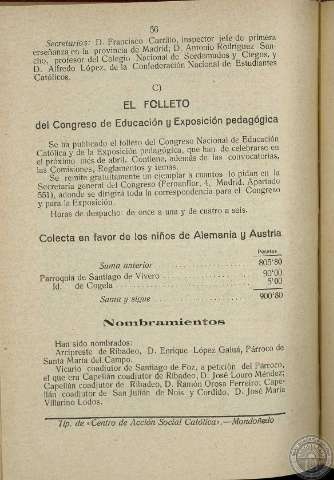 56
Secretarios: D. Francisco Carrillo, inspector jefe de primera
enseñanza en la provincia de Madrid, D. Antonio Rodríguez San-
cho, profesor del Colegio Nacional de Sordomudos y Ciegos, y
D. Alfredo López, de la Confederación Nacional de Estudiantes
Católicos.
C)
EL FOLLETO
del Congreso de Educación y Exposición pedagógica
Se ha publicado el folleto del Congreso Nacional de Educación
Católica y de la Exposición pedagógica, que han de celebrarse en
el próximo mes de abril. Contiene, además de las convocatorias,
las Comisiones, Reglamentos y temas.
Se remite gratuitamente un ejemplar a cuantos lo pidan en la
Secretaría general del Congreso (Fernanflor, 4, Madrid. Apartado
551), adonde se dirigirá toda la correspondencia para el Congreso
y para la Exposición.
Horas de despacho: de once a una y de cuatro a seis.
Colecta en favor de los niños de Alemania y Austria
Pesetas
Suma anterior 805'80
Parroquia de Santiago de Vivero 90'00
Id. de Cogela 5'00
Suma y sigue 900'80
Nombramientos
Han sido nombrados:
Arcipreste de Ribadeo, D. Enrique López Galuá, Párroco de
Santa María del Campo.
Vicario coadjutor de Santiago de Foz, a petición del Párroco,
el que era Capellán coadjutor de Ribadeo, D. José Louro Méndez;
Capellán coadjutor de Ribadeo, D. Ramón Orosa Ferreiro; Cape-
llán coadjutor de San Julián de Nois y Cordido, D. José María
Villarino Lodos.
Tip. de «Centro de Acción Social Católica».—Mondoñedo